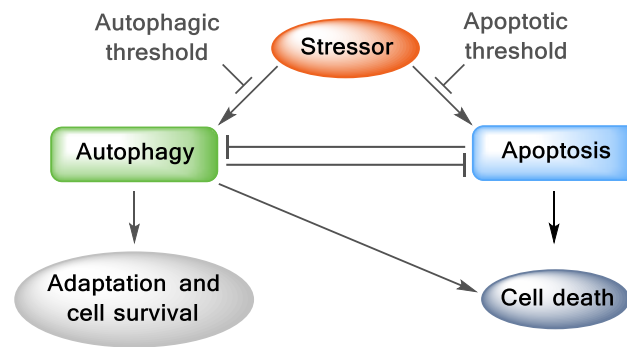 Autophagic
threshold
Stressor
Apoptotic
threshold
Autophagy
Apoptosis
Adaptation and
cell survival
Cell death